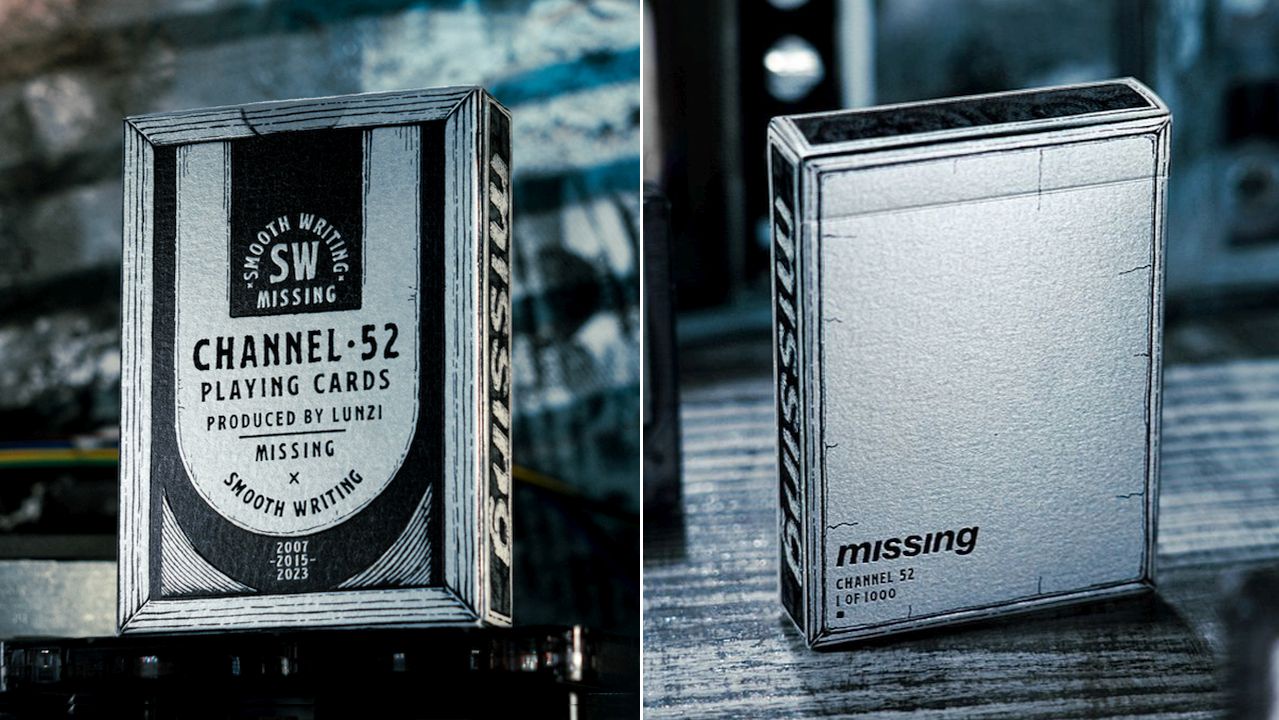 SMOOTH WRITING
SW
MISSING
CHANNEL·52
PLAYING CARDS
PRODUCED BY LUNZI
MISSING
×
SMOOTH WRITING
2007
-2015-
2023
missing
missing
missing
CHANNEL 52
1 OF 1000